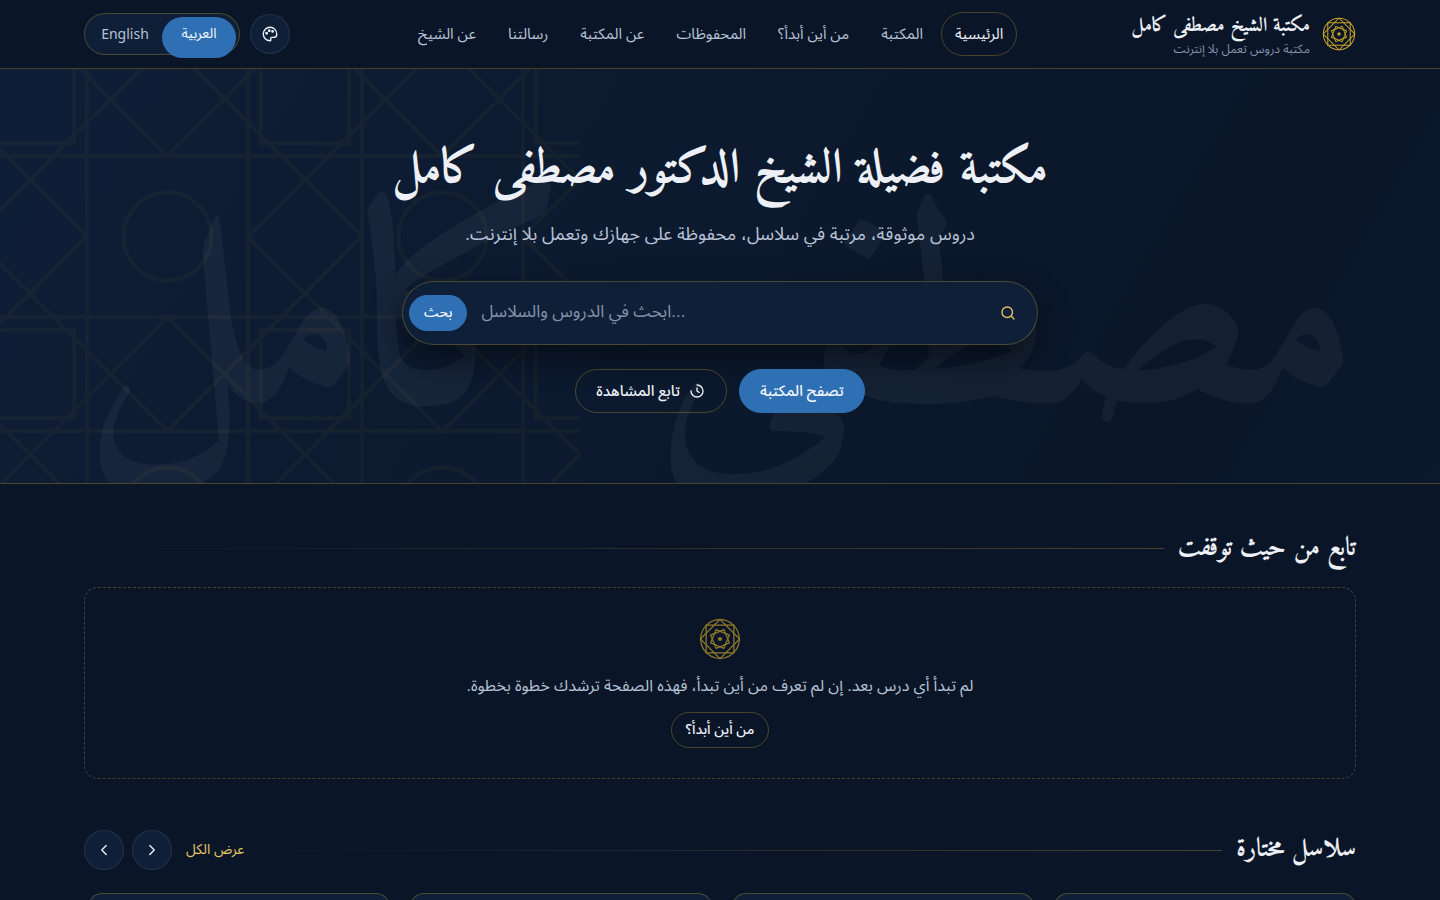 مكتبة الشيخ مصطفى كامل
مكتبة دروس تعمل بلا إنترنت
الرئيسية
المكتبة
من أين أبدأ؟
المحفوظات
عن المكتبة
رسالتنا
عن الشيخ
العربية
English
مكتبة فضيلة الشيخ الدكتور مصطفى كامل
دروس موثوقة، مرتبة في سلاسل، محفوظة على جهازك وتعمل بلا إنترنت.
ابحث في الدروس والسلاسل...
بحث
تصفح المكتبة
تابع المشاهدة
مصطفى كامل
تابع من حيث توقفت
لم تبدأ أي درس بعد. إن لم تعرف من أين تبدأ، فهذه الصفحة ترشدك خطوة بخطوة.
من أين أبدأ؟
سلاسل مختارة
عرض الكل